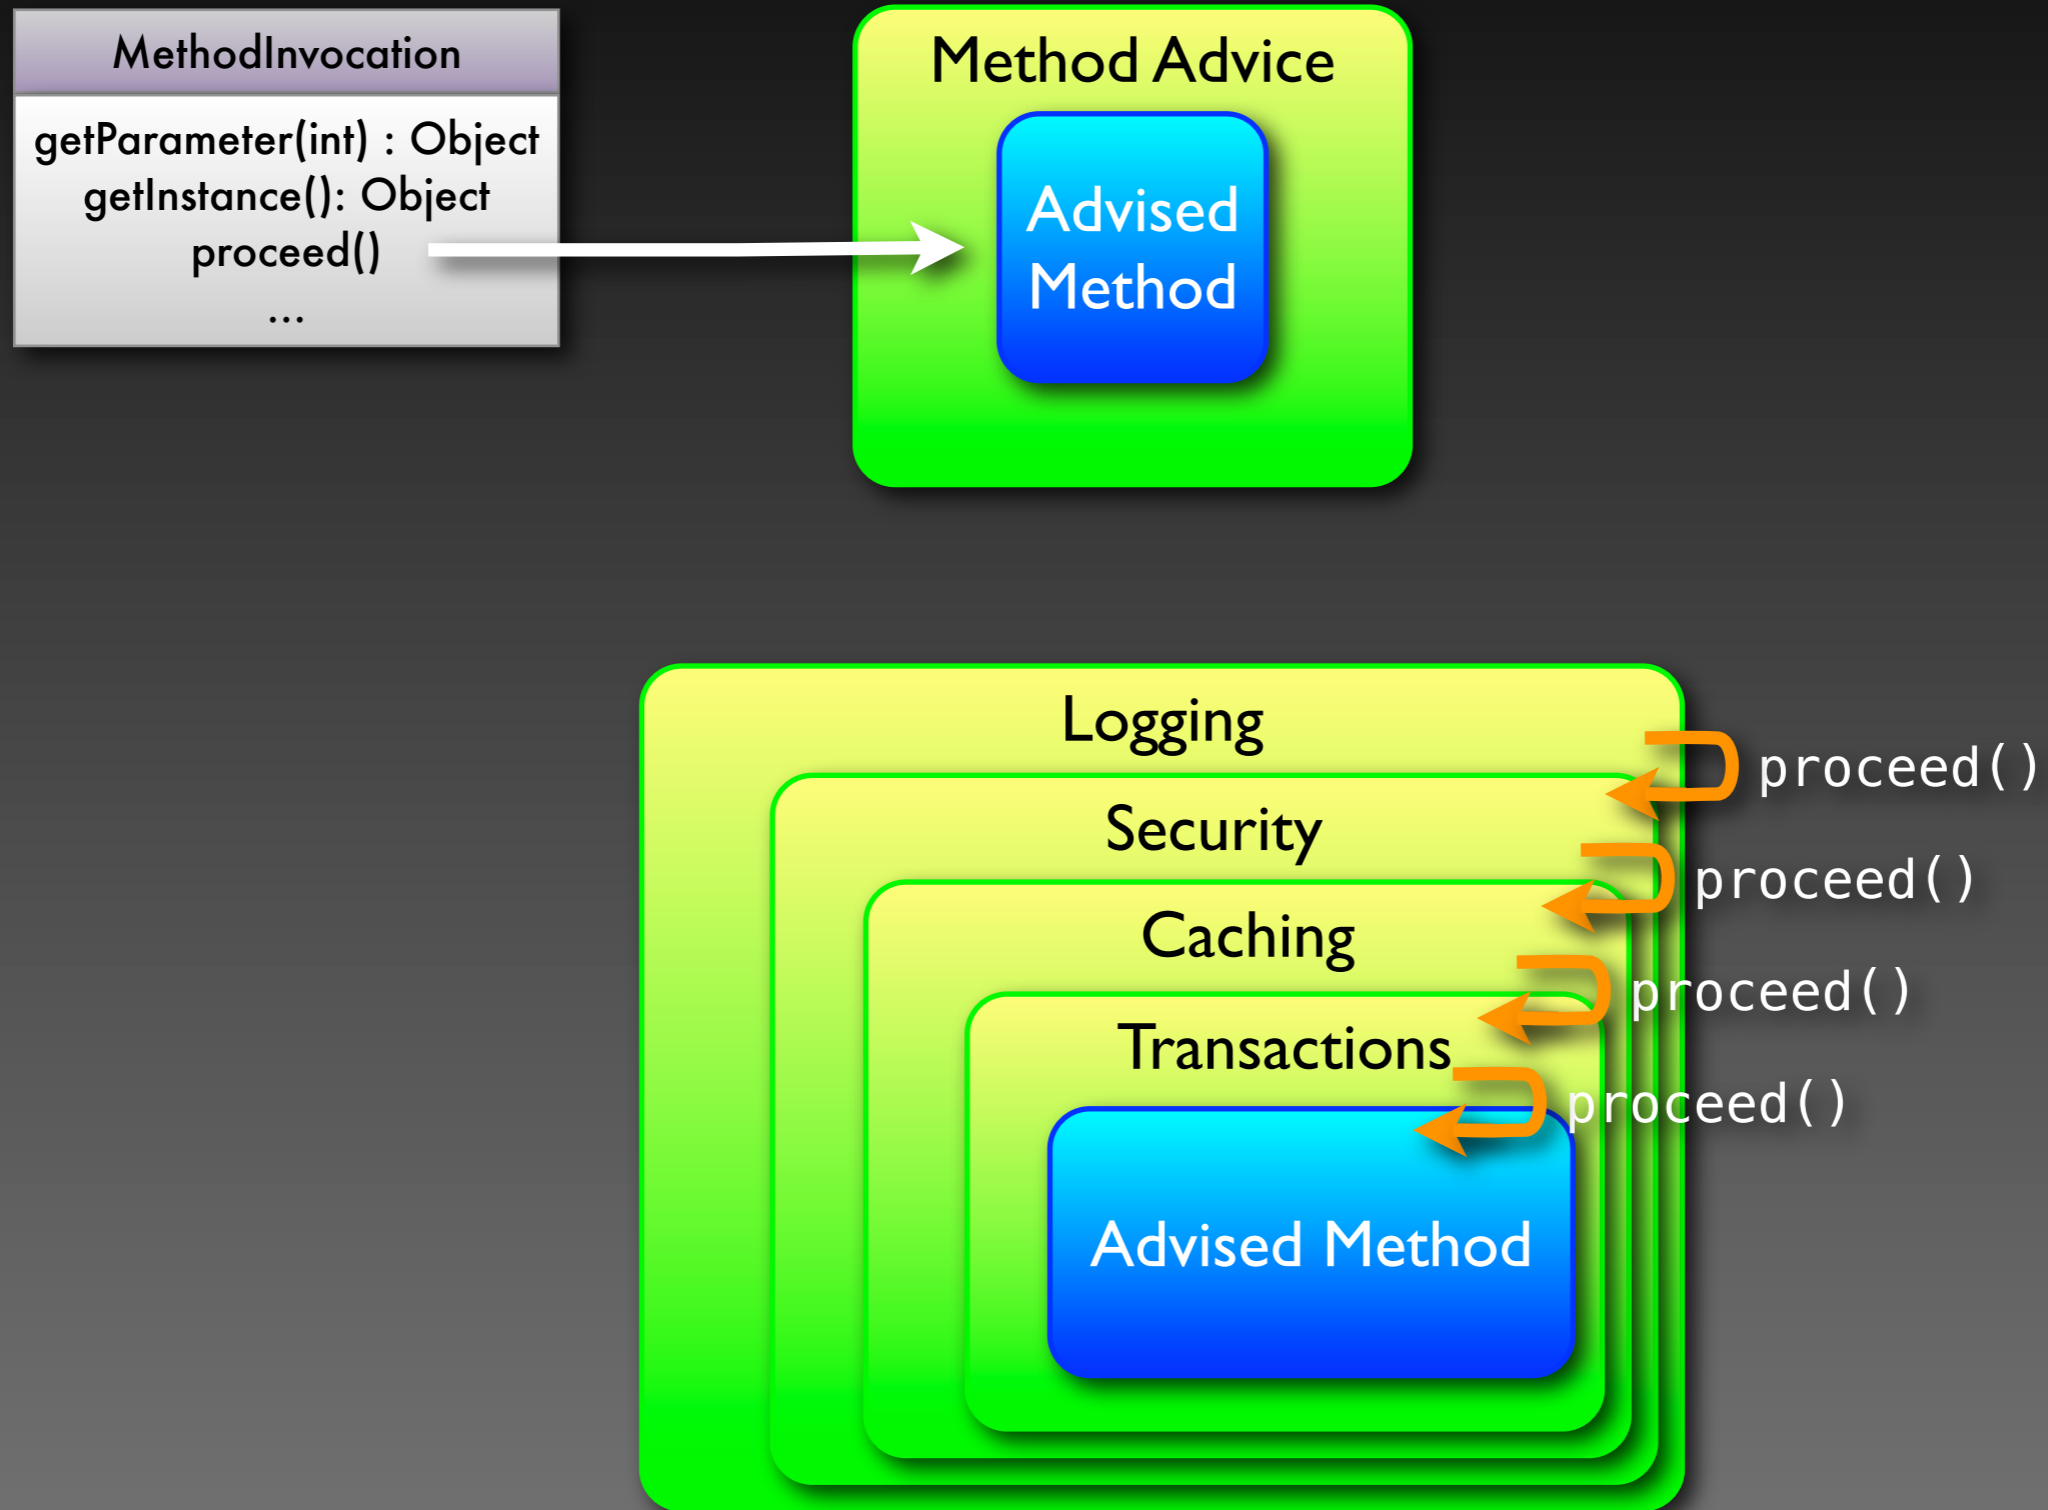 MethodInvocation
getParameter(int) : Object
getInstance(): Object
proceed()
...
Method Advice
Advised
Method
Logging
proceed()
Security
proceed()
Caching
proceed()
Transactions
proceed()
Advised Method